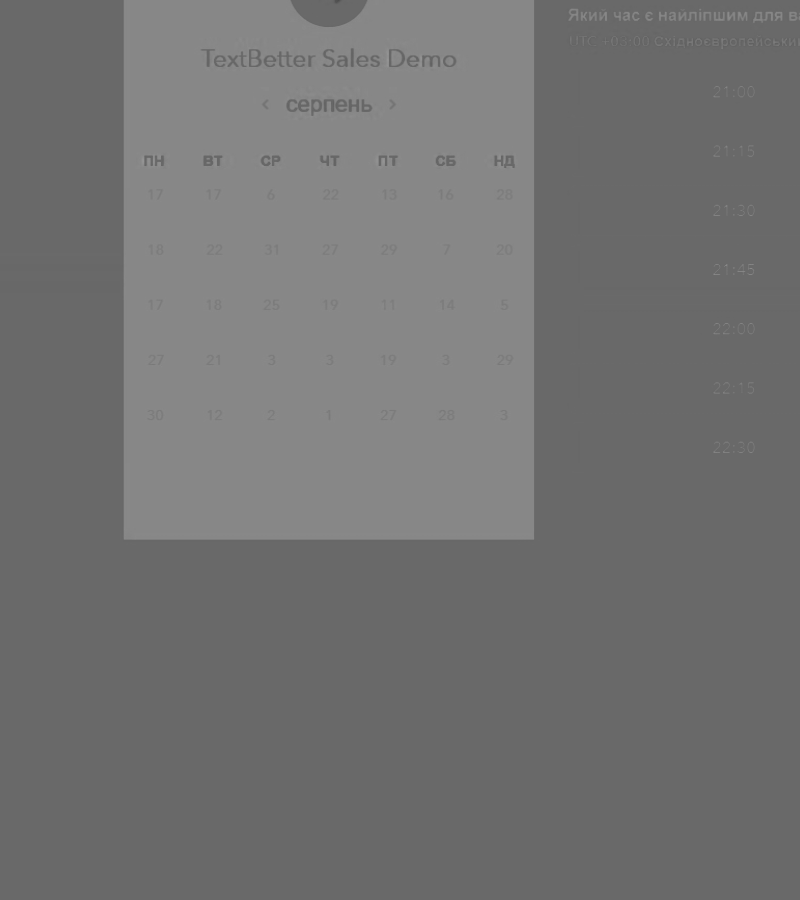 TextBetter Sales Demo
‹ серпень ›
ПН ВТ СР ЧТ ПТ СБ НД
17 17 6 22 13 16 28
18 22 31 27 29 7 20
17 18 25 19 11 14 5
27 21 3 3 19 3 29
30 12 2 1 27 28 3
Який час є найліпшим для
UTC +03:00 Східноєвропейськи
21:00
21:15
21:30
21:45
22:00
22:15
22:30